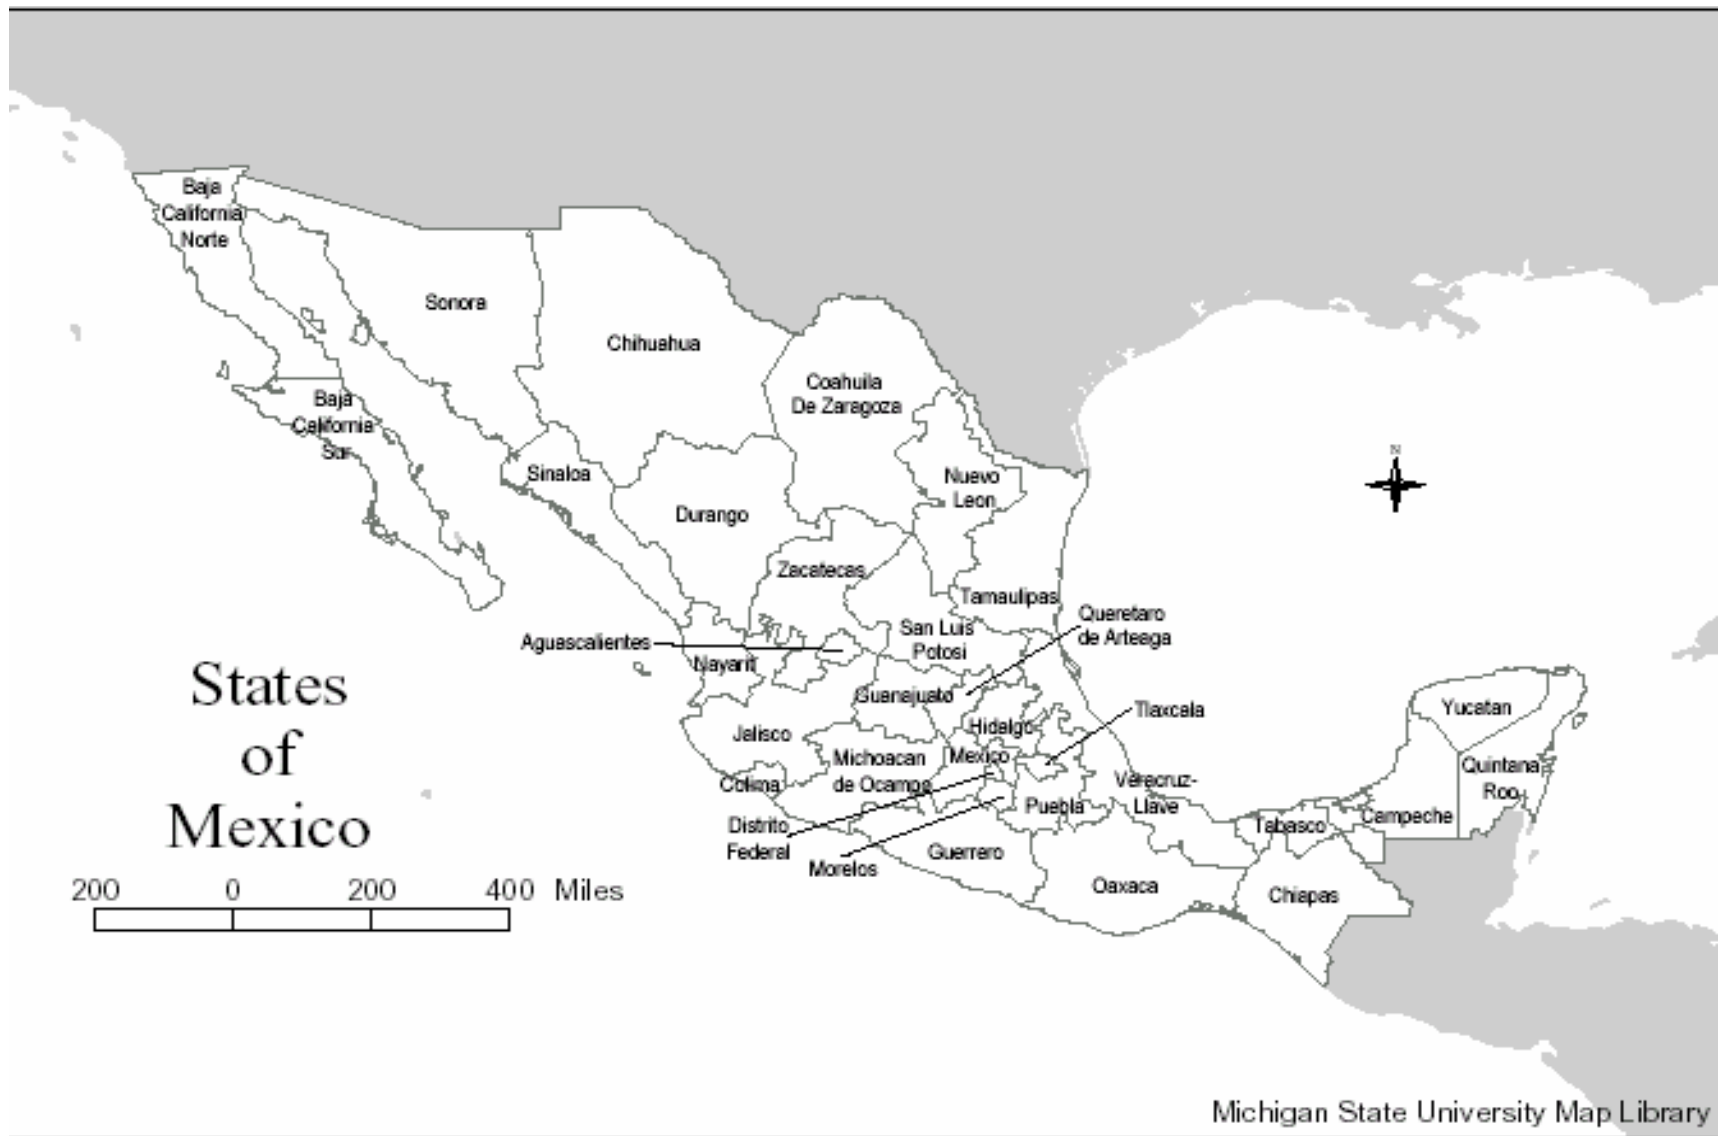 Baja
California
Norte
Sonora
Chihuahua
Coahuila
De Zaragoza
Baja
California
Sur
Sinaloa
Nuevo
Leon
N
Durango
Zacatecas
Tamaulipas
Queretaro
de Arteaga
San Luis
Potosi
Aguascalientes
Nayarit
States
of
Mexico
Guanajuato
Tlaxcala
Yucatan
Hidalgo
Jalisco
Michoacan
de Ocampo
Mexico
Quintana
Roo
Colima
Veracruz-
Llave
Puebla
Campeche
Tabasco
Distrito
Federal
Guerrero
Morelos
Oaxaca
Chiapas
200 0 200 400 Miles
Michigan State University Map Library